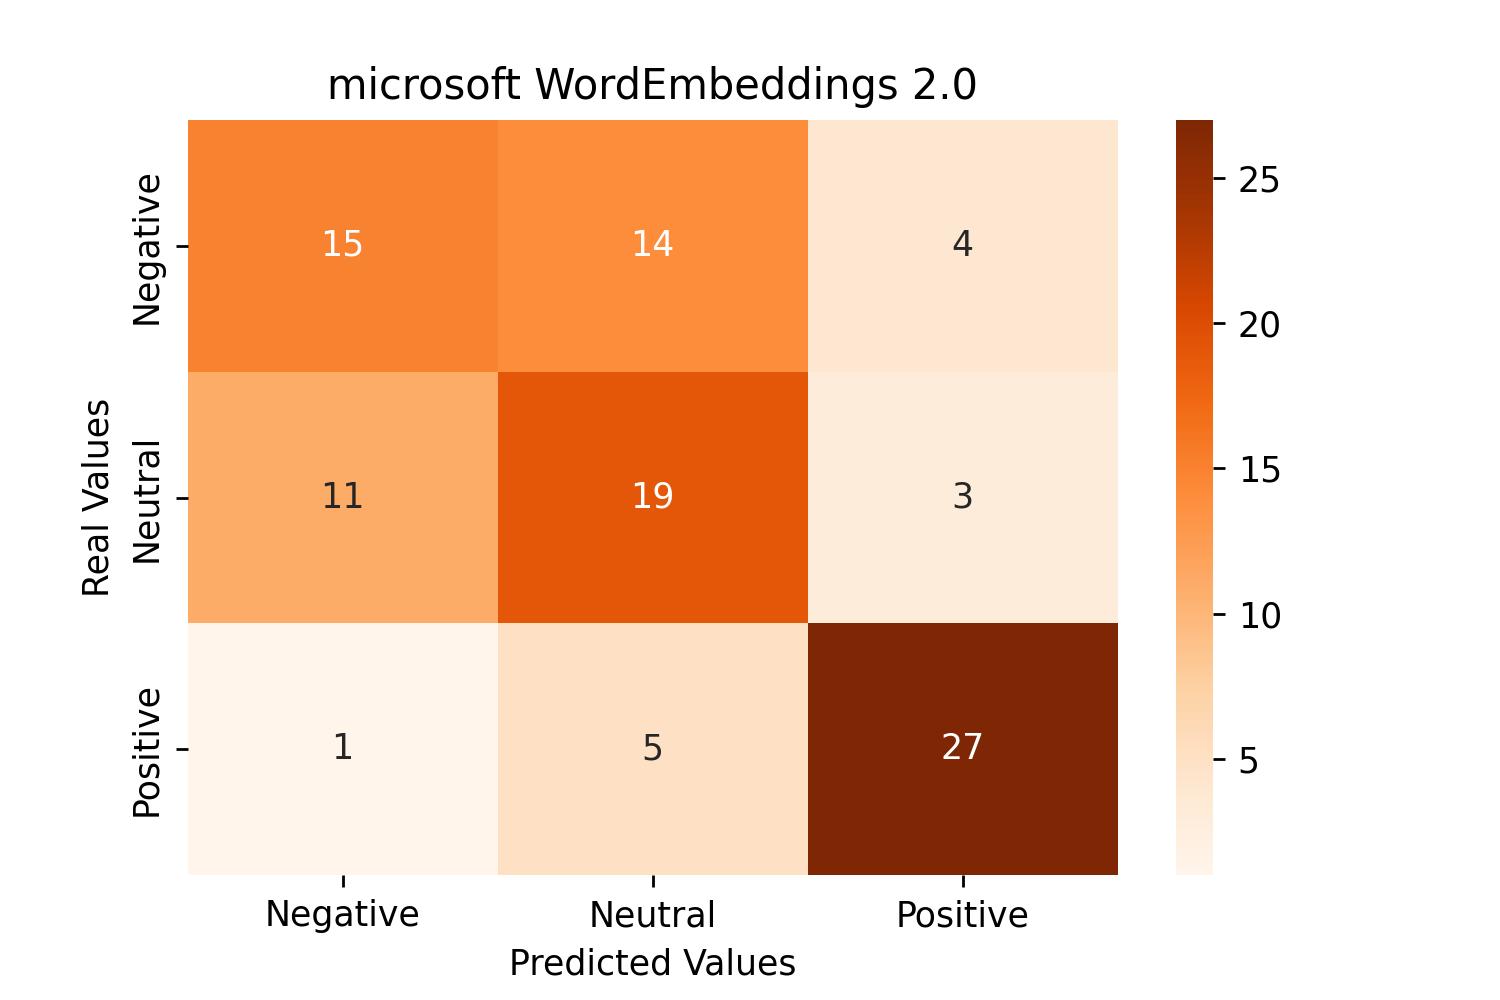 microsoft WordEmbeddings 2.0
Real Values
Negative
15 14 4
Neutral
11 19 3
Positive
1 5 27
Negative Neutral Positive
Predicted Values
25
20
15
10
5